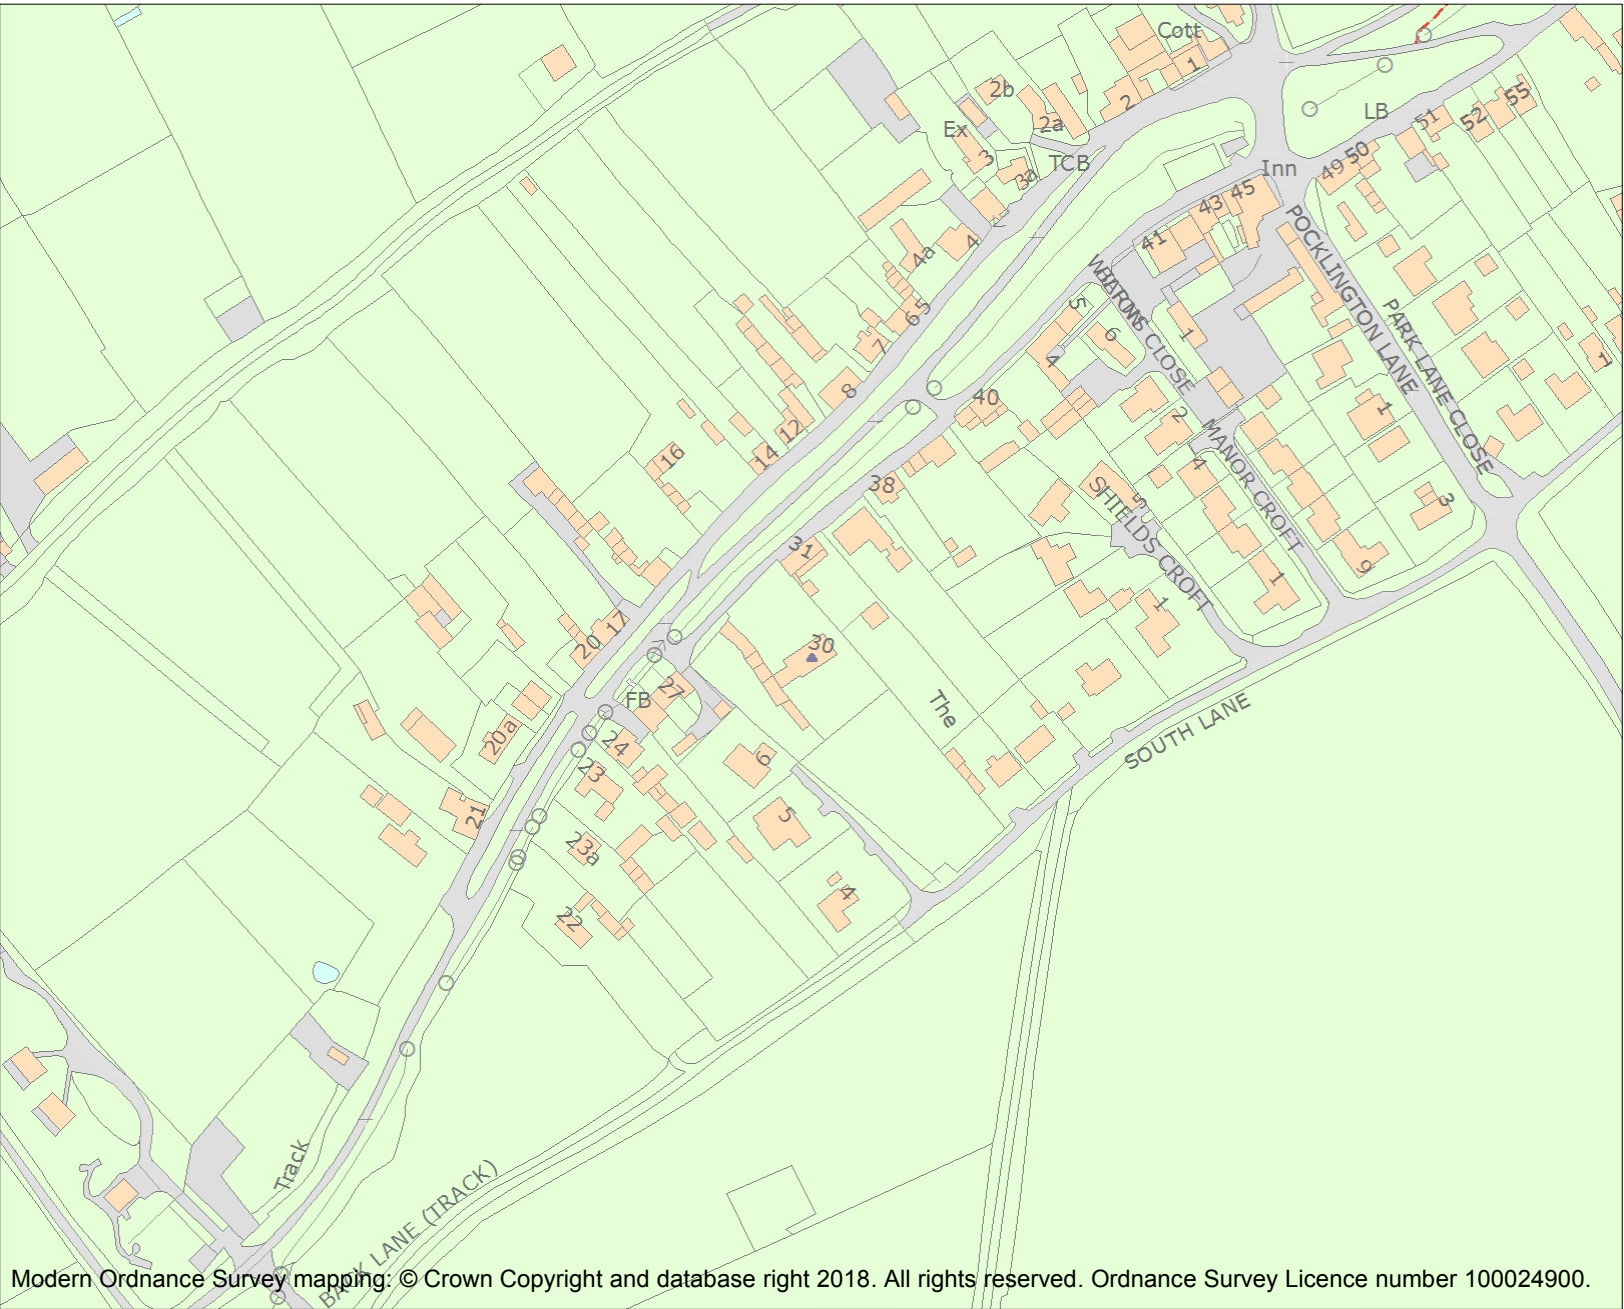 Cott
1
2
2b
2a
LB
51
52
55
Ex
3
3a
TCB
Inn
49
50
45
43
41
4
4a
POCKLINGTON LANE
PARK LANE CLOSE
5
6
7
8
5
6
4
1
CLOSE
1
1
40
2
12
14
16
38
4
MANOR CROFT
5
SHIELDS CROFT
3
31
9
1
1
17
20
30
27
FB
The
20a
24
SOUTH LANE
23
6
21
5
23a
22
4
Track
BACK LANE (TRACK)
Modern Ordnance Survey mapping: © Crown Copyright and database right 2018. All rights reserved. Ordnance Survey Licence number 100024900.